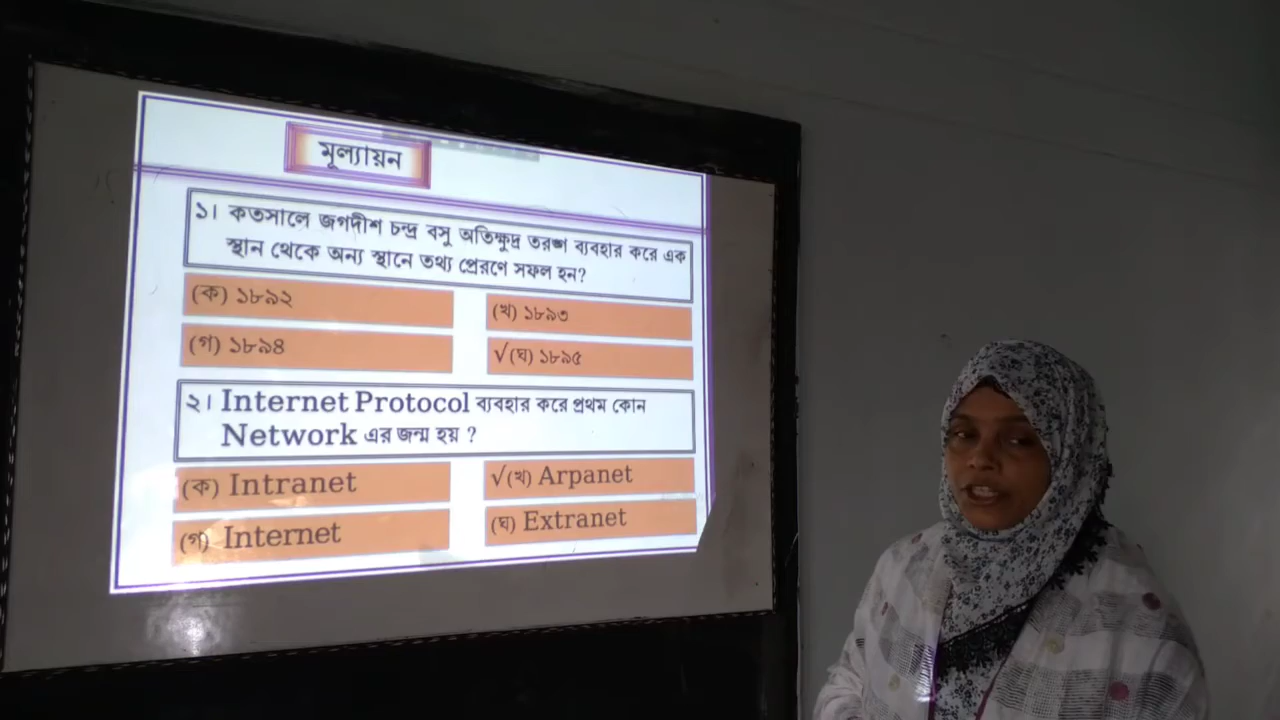 মূল্যায়ন
১। কতসালে জগদীশ চন্দ্র বসু অতিক্ষুদ্র তরঙ্গ ব্যবহার করে এক
স্থান থেকে অন্য স্থানে তথ্য প্রেরণে সফল হন?
(ক) ১৮৯২
(খ) ১৮৯৩
(গ) ১৮৯৪
√(ঘ) ১৮৯৫
২। Internet Protocol ব্যবহার করে প্রথম কোন
Network এর জন্ম হয় ?
(ক) Intranet
√(খ) Arpanet
(গ) Internet
(ঘ) Extranet